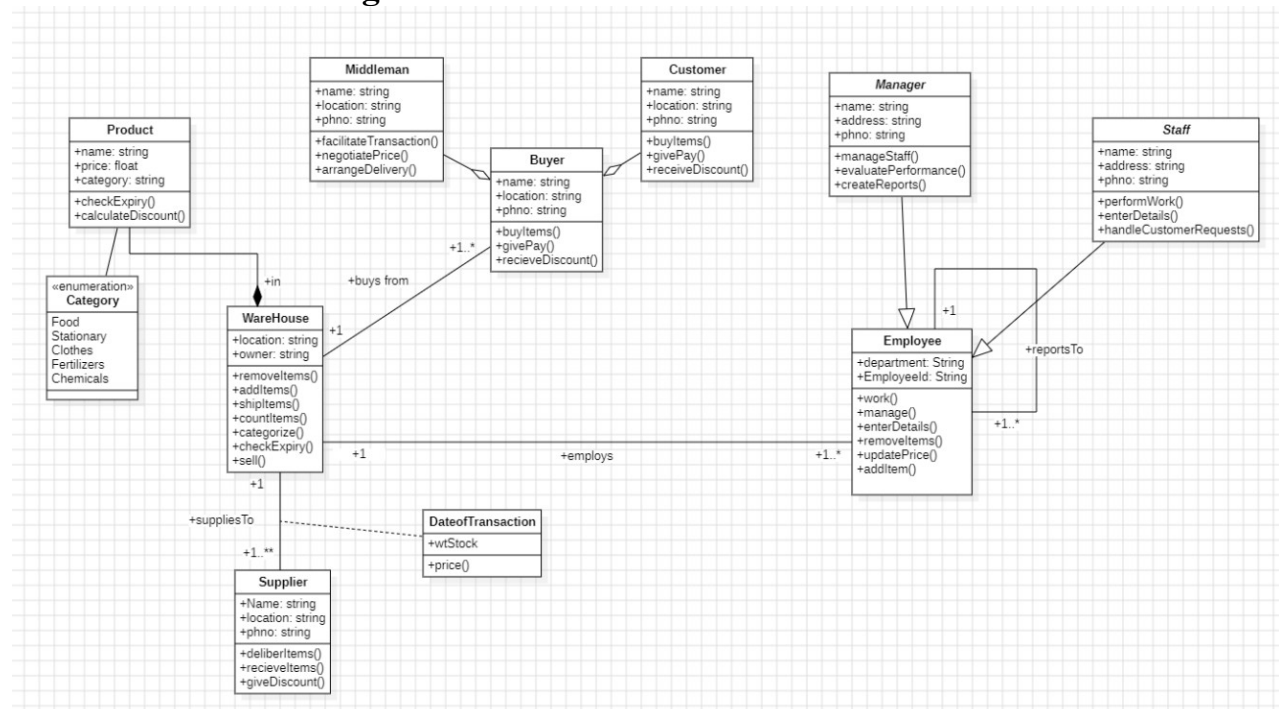 Middleman
+name: string
+location: string
+phno: string
+facilitateTransaction()
+negotiatePrice()
+arrangeDelivery()
Customer
+name: string
+location: string
+phno: string
+buyItems()
+givePay()
+receiveDiscount()
Manager
+name: string
+address: string
+phno: string
+manageStaff()
+evaluatePerformance()
+createReports()
Product
+name: string
+price: float
+category: string
+checkExpiry()
+calculateDiscount()
Staff
+name: string
+address: string
+phno: string
+performWork()
+enterDetails()
+handleCustomerRequests()
Buyer
+name: string
+location: string
+phno: string
+buyItems()
+givePay()
+recieveDiscount()
+1..*
+buys from
+1
+in
«enumeration»
Category
Food
Stationary
Clothes
Fertilizers
Chemicals
WareHouse
+location: string
+owner: string
+removeItems()
+addItems()
+shipItems()
+countItems()
+categorize()
+checkExpiry()
+sell()
+1
+reportsTo
+1..*
Employee
+department: String
+EmployeeId: String
+work()
+manage()
+enterDetails()
+removeItems()
+updatePrice()
+addItem()
+1
+employs
+1..*
+1
+suppliesTo
+1..**
DateofTransaction
+wtStock
+price()
Supplier
+Name: string
+location: string
+phno: string
+deliberItems()
+recieveItems()
+giveDiscount()